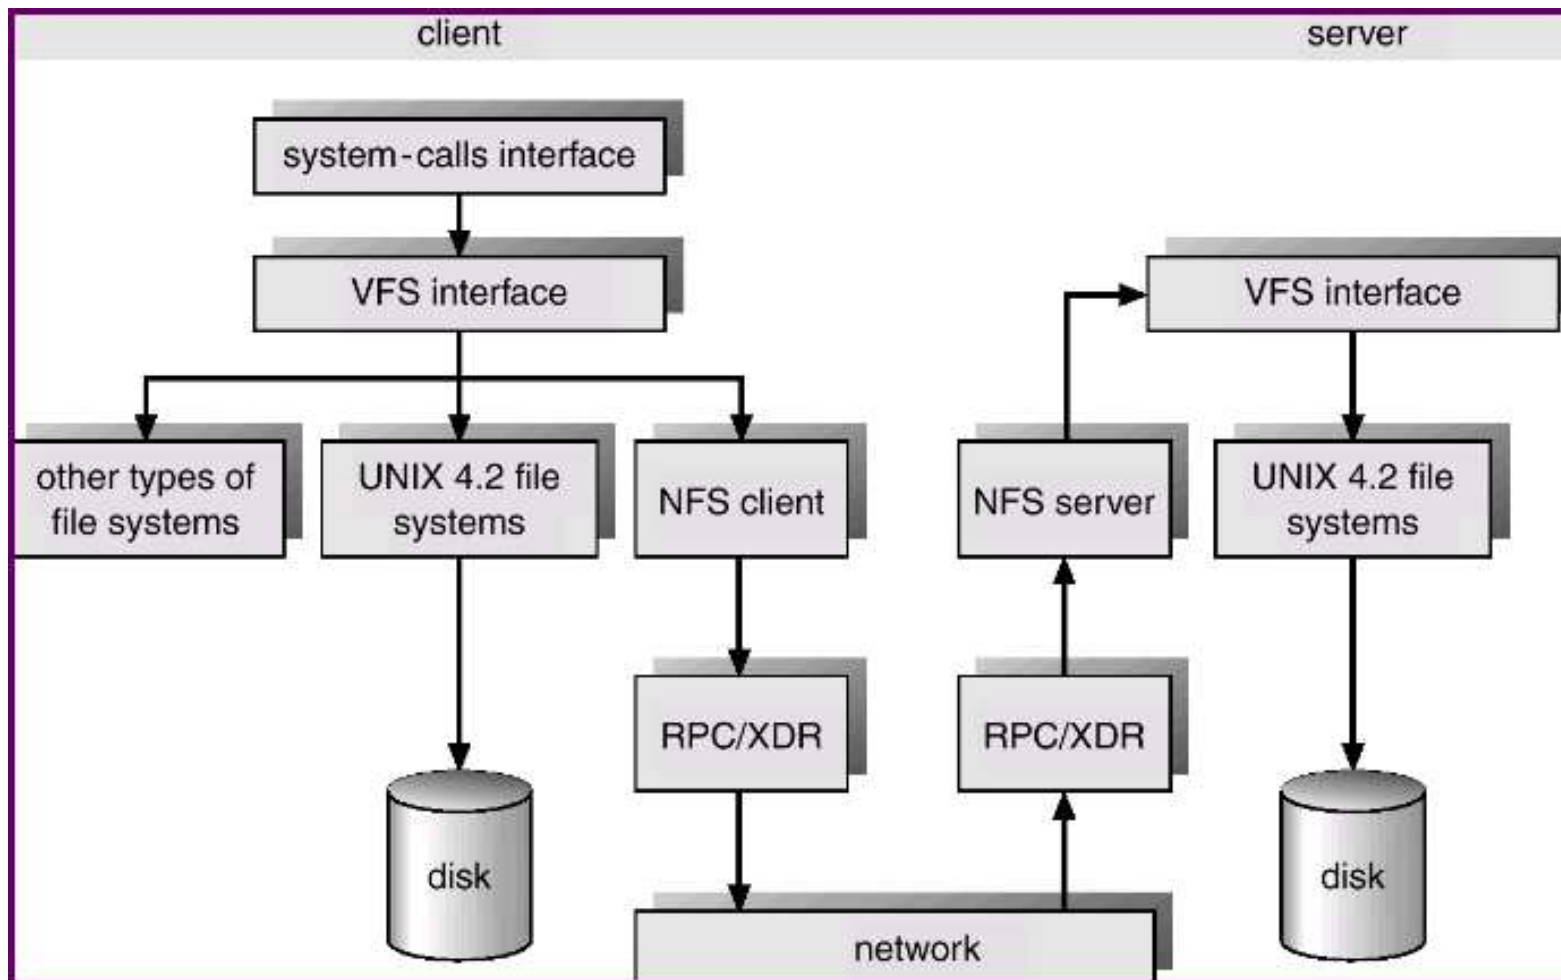 client
server
system-calls interface
VFS interface
VFS interface
other types of
file systems
UNIX 4.2 file
systems
NFS client
NFS server
UNIX 4.2 file
systems
RPC/XDR
RPC/XDR
disk
disk
network